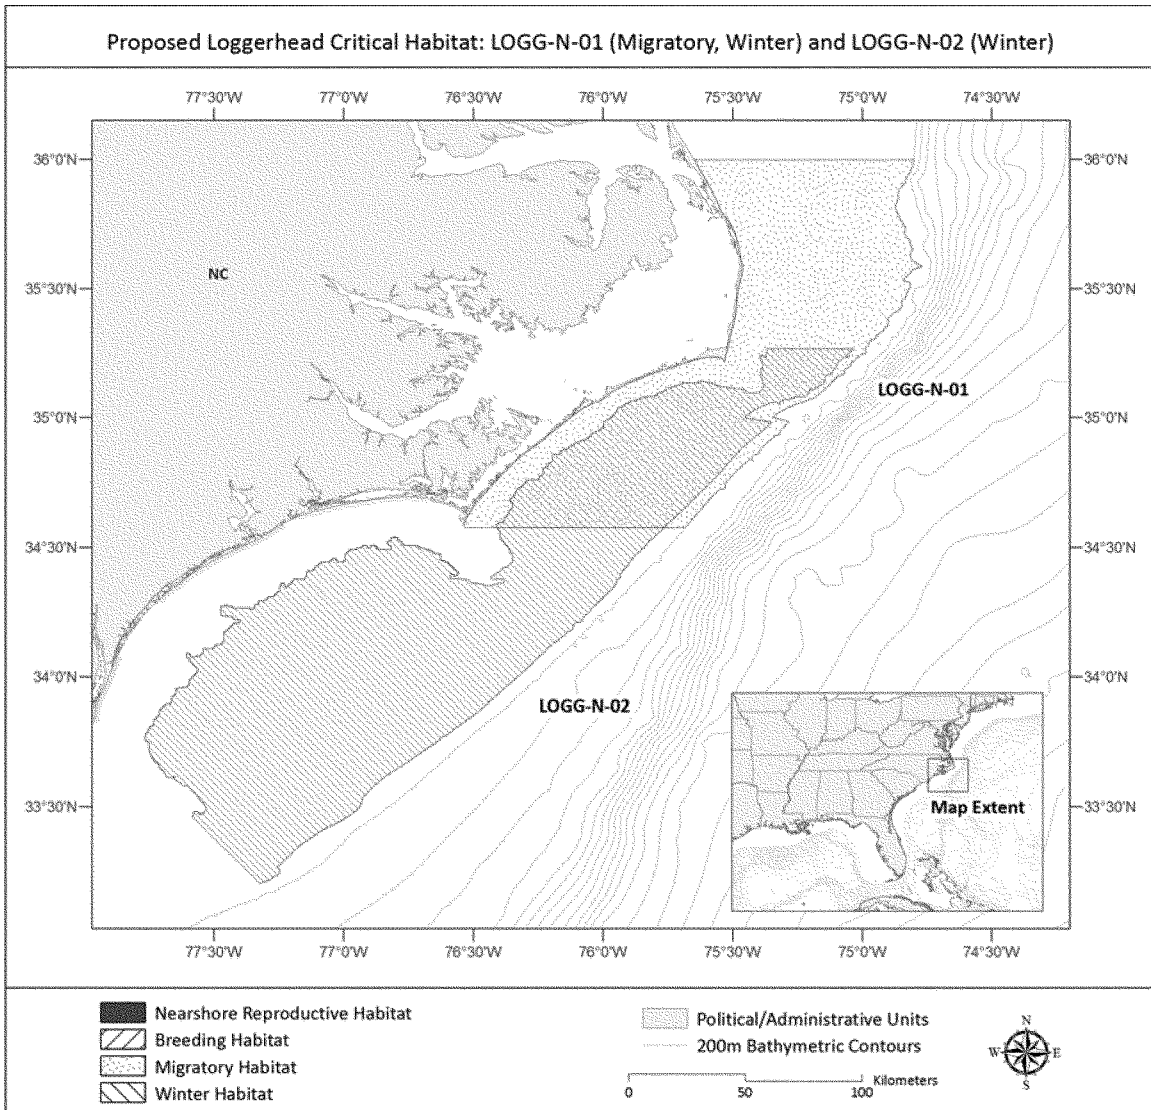 Proposed Loggerhead Critical Habitat: LOGG-N-01 (Migratory, Winter) and LOGG-N-02 (Winter)
77°30'W 77°0'W 76°30'W 76°0'W 75°30'W 75°0'W 74°30'W
36°0'N 36°0'N
NC
35°30'N 35°30'N
LOGG-N-01
35°0'N 35°0'N
34°30'N 34°30'N
34°0'N 34°0'N
LOGG-N-02
33°30'N 33°30'N
Map Extent
77°30'W 77°0'W 76°30'W 76°0'W 75°30'W 75°0'W 74°30'W
Nearshore Reproductive Habitat
Breeding Habitat
Migratory Habitat
Winter Habitat
Political/Administrative Units
200m Bathymetric Contours
Kilometers
0 50 100
N
W E
S